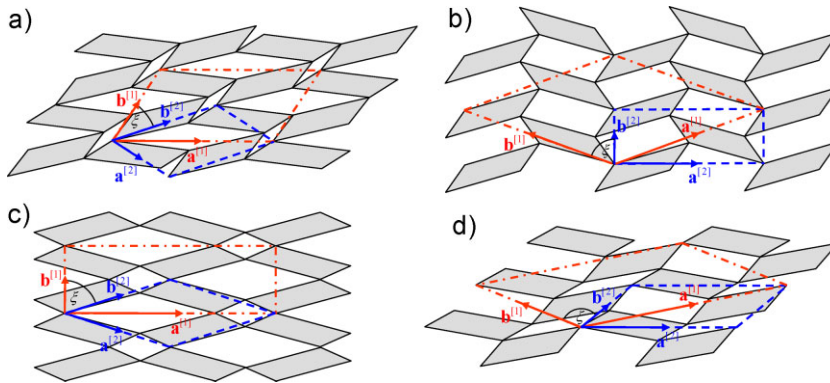 a)
b[1]
b[2]
ξ
a[1]
a[2]
b)
b[2]
a[1]
b[1]
ξ
a[2]
c)
b[1]
b[2]
ξ
a[1]
a[2]
d)
b[2]
a[1]
b[1]
ξ
a[2]